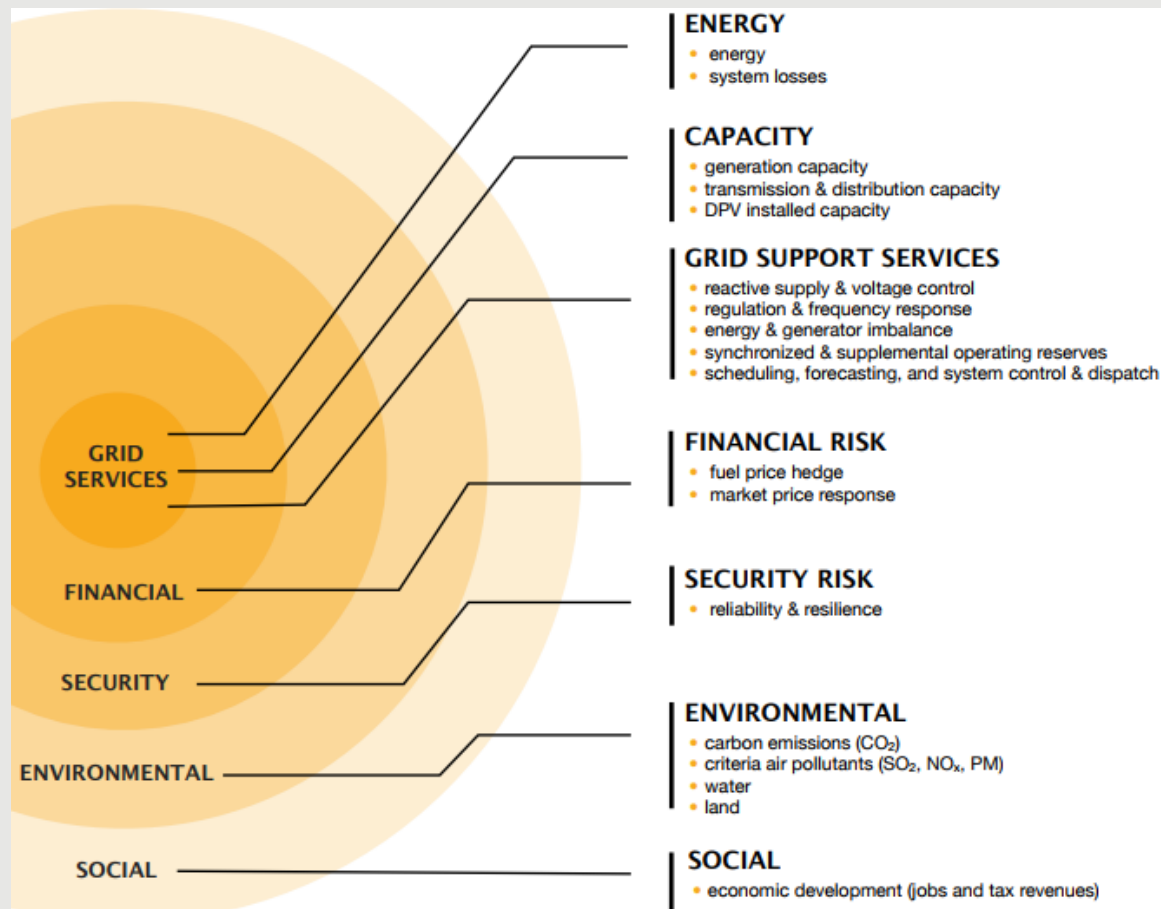 ENERGY
• energy
• system losses
CAPACITY
• generation capacity
• transmission & distribution capacity
• DPV installed capacity
GRID SUPPORT SERVICES
• reactive supply & voltage control
• regulation & frequency response
• energy & generator imbalance
• synchronized & supplemental operating reserves
• scheduling, forecasting, and system control & dispatch
GRID
SERVICES
FINANCIAL RISK
• fuel price hedge
• market price response
FINANCIAL
SECURITY RISK
• reliability & resilience
SECURITY
ENVIRONMENTAL
• carbon emissions (CO₂)
• criteria air pollutants (SO₂, NOₓ, PM)
• water
• land
ENVIRONMENTAL
SOCIAL
• economic development (jobs and tax revenues)
SOCIAL